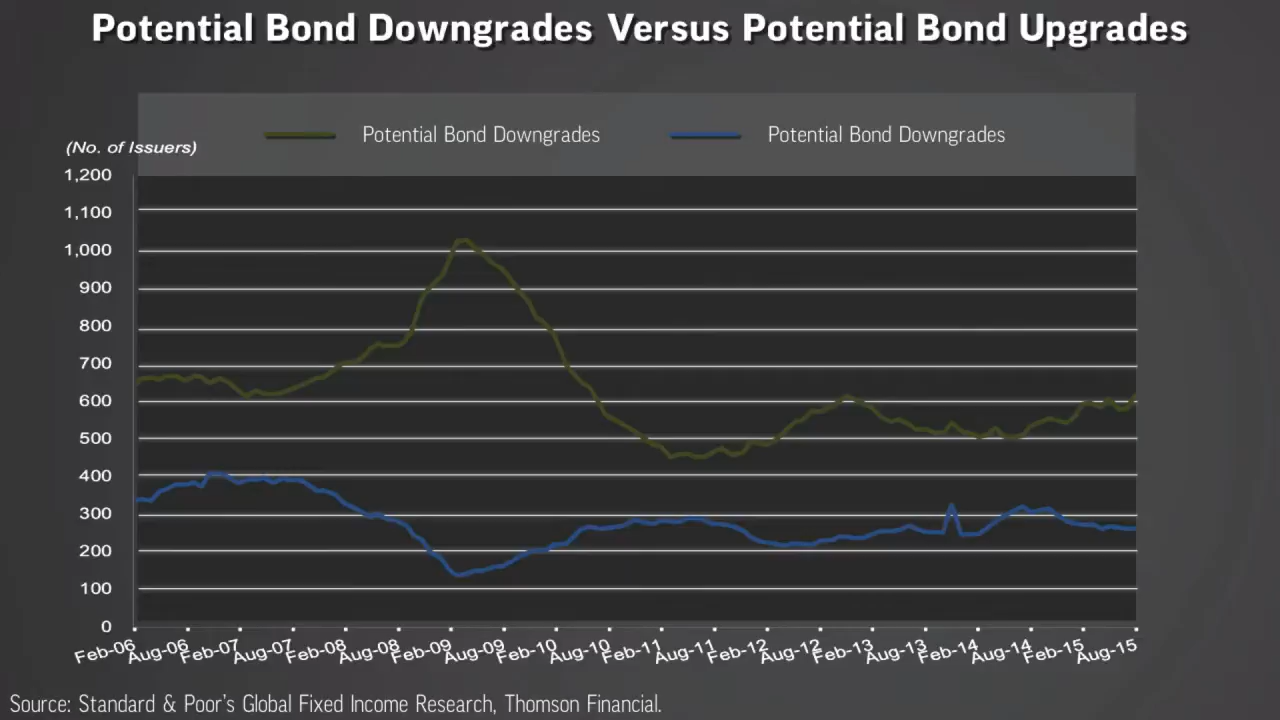 Potential Bond Downgrades Versus Potential Bond Upgrades
Potential Bond Downgrades
Potential Bond Downgrades
(No. of Issuers)
1,200
1,100
1,000
900
800
700
600
500
400
300
200
100
0
Feb-06
Aug-06
Feb-07
Aug-07
Feb-08
Aug-08
Feb-09
Aug-09
Feb-10
Aug-10
Feb-11
Aug-11
Feb-12
Aug-12
Feb-13
Aug-13
Feb-14
Aug-14
Feb-15
Aug-15
Source: Standard & Poor's Global Fixed Income Research, Thomson Financial.